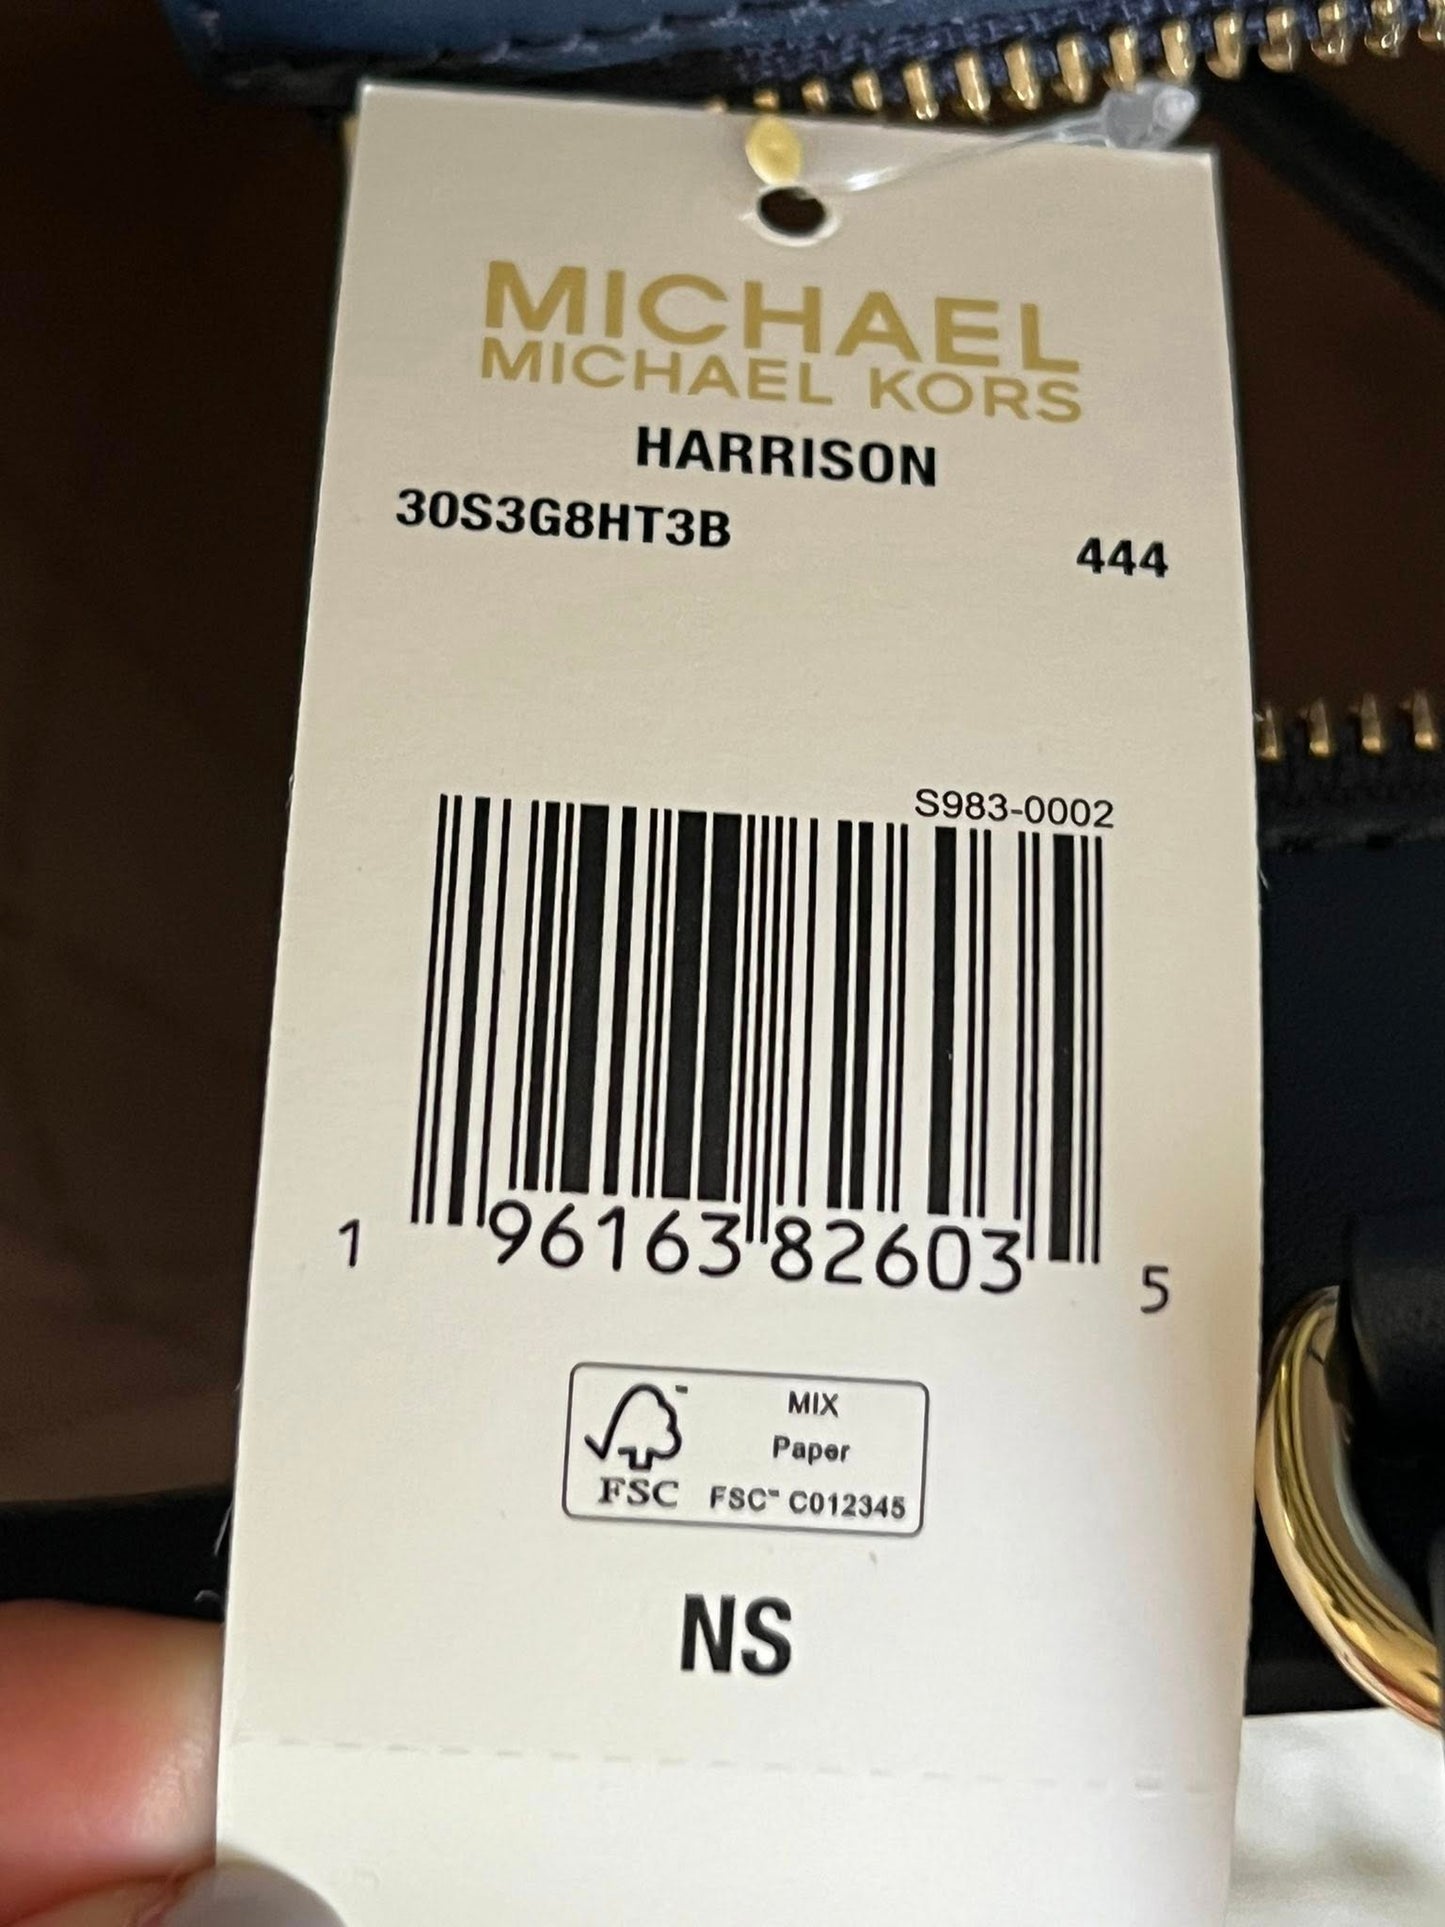 MICHAEL
MICHAEL KORS
HARRISON
30S3G8HT3B 444
S983-0002
1 96163 82603 5
MIX
Paper
FSC™ C012345
FSC
NS